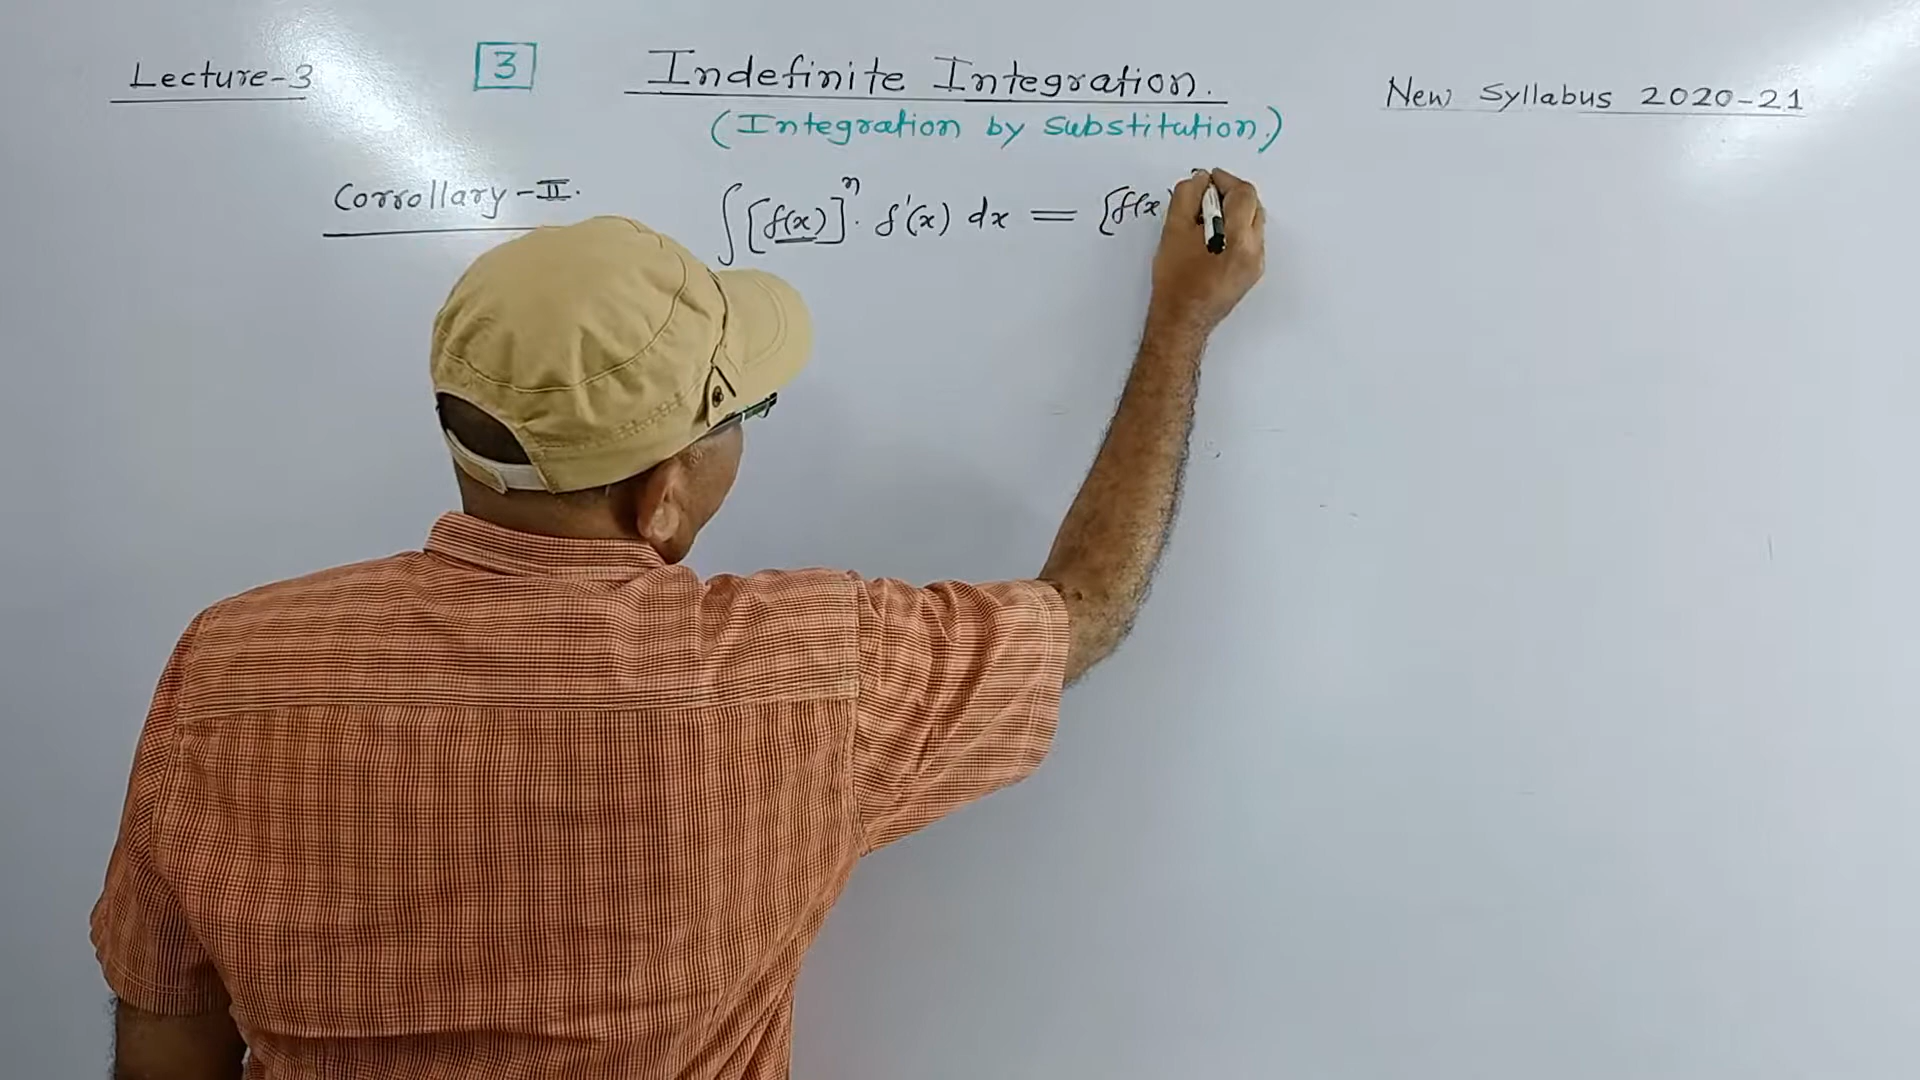 Lecture-3
3
Indefinite Integration.
New Syllabus 2020-21
(Integration by substitution.)
Corrollary-II.
∫[f(x)]ⁿ. f'(x) dx = [f(x)